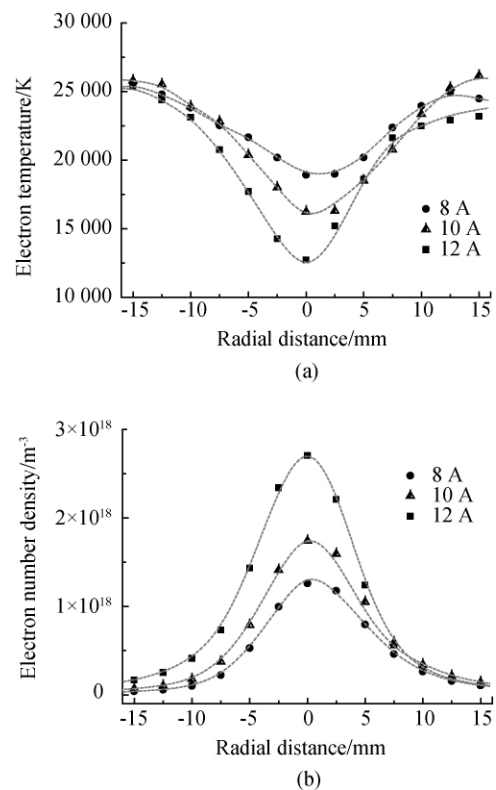 30 000
25 000
20 000
15 000
10 000
Electron temperature/K
8 A
10 A
12 A
-15 -10 -5 0 5 10 15
Radial distance/mm
(a)
3×10¹⁸
2×10¹⁸
1×10¹⁸
0
Electron number density/m⁻³
8 A
10 A
12 A
-15 -10 -5 0 5 10 15
Radial distance/mm
(b)